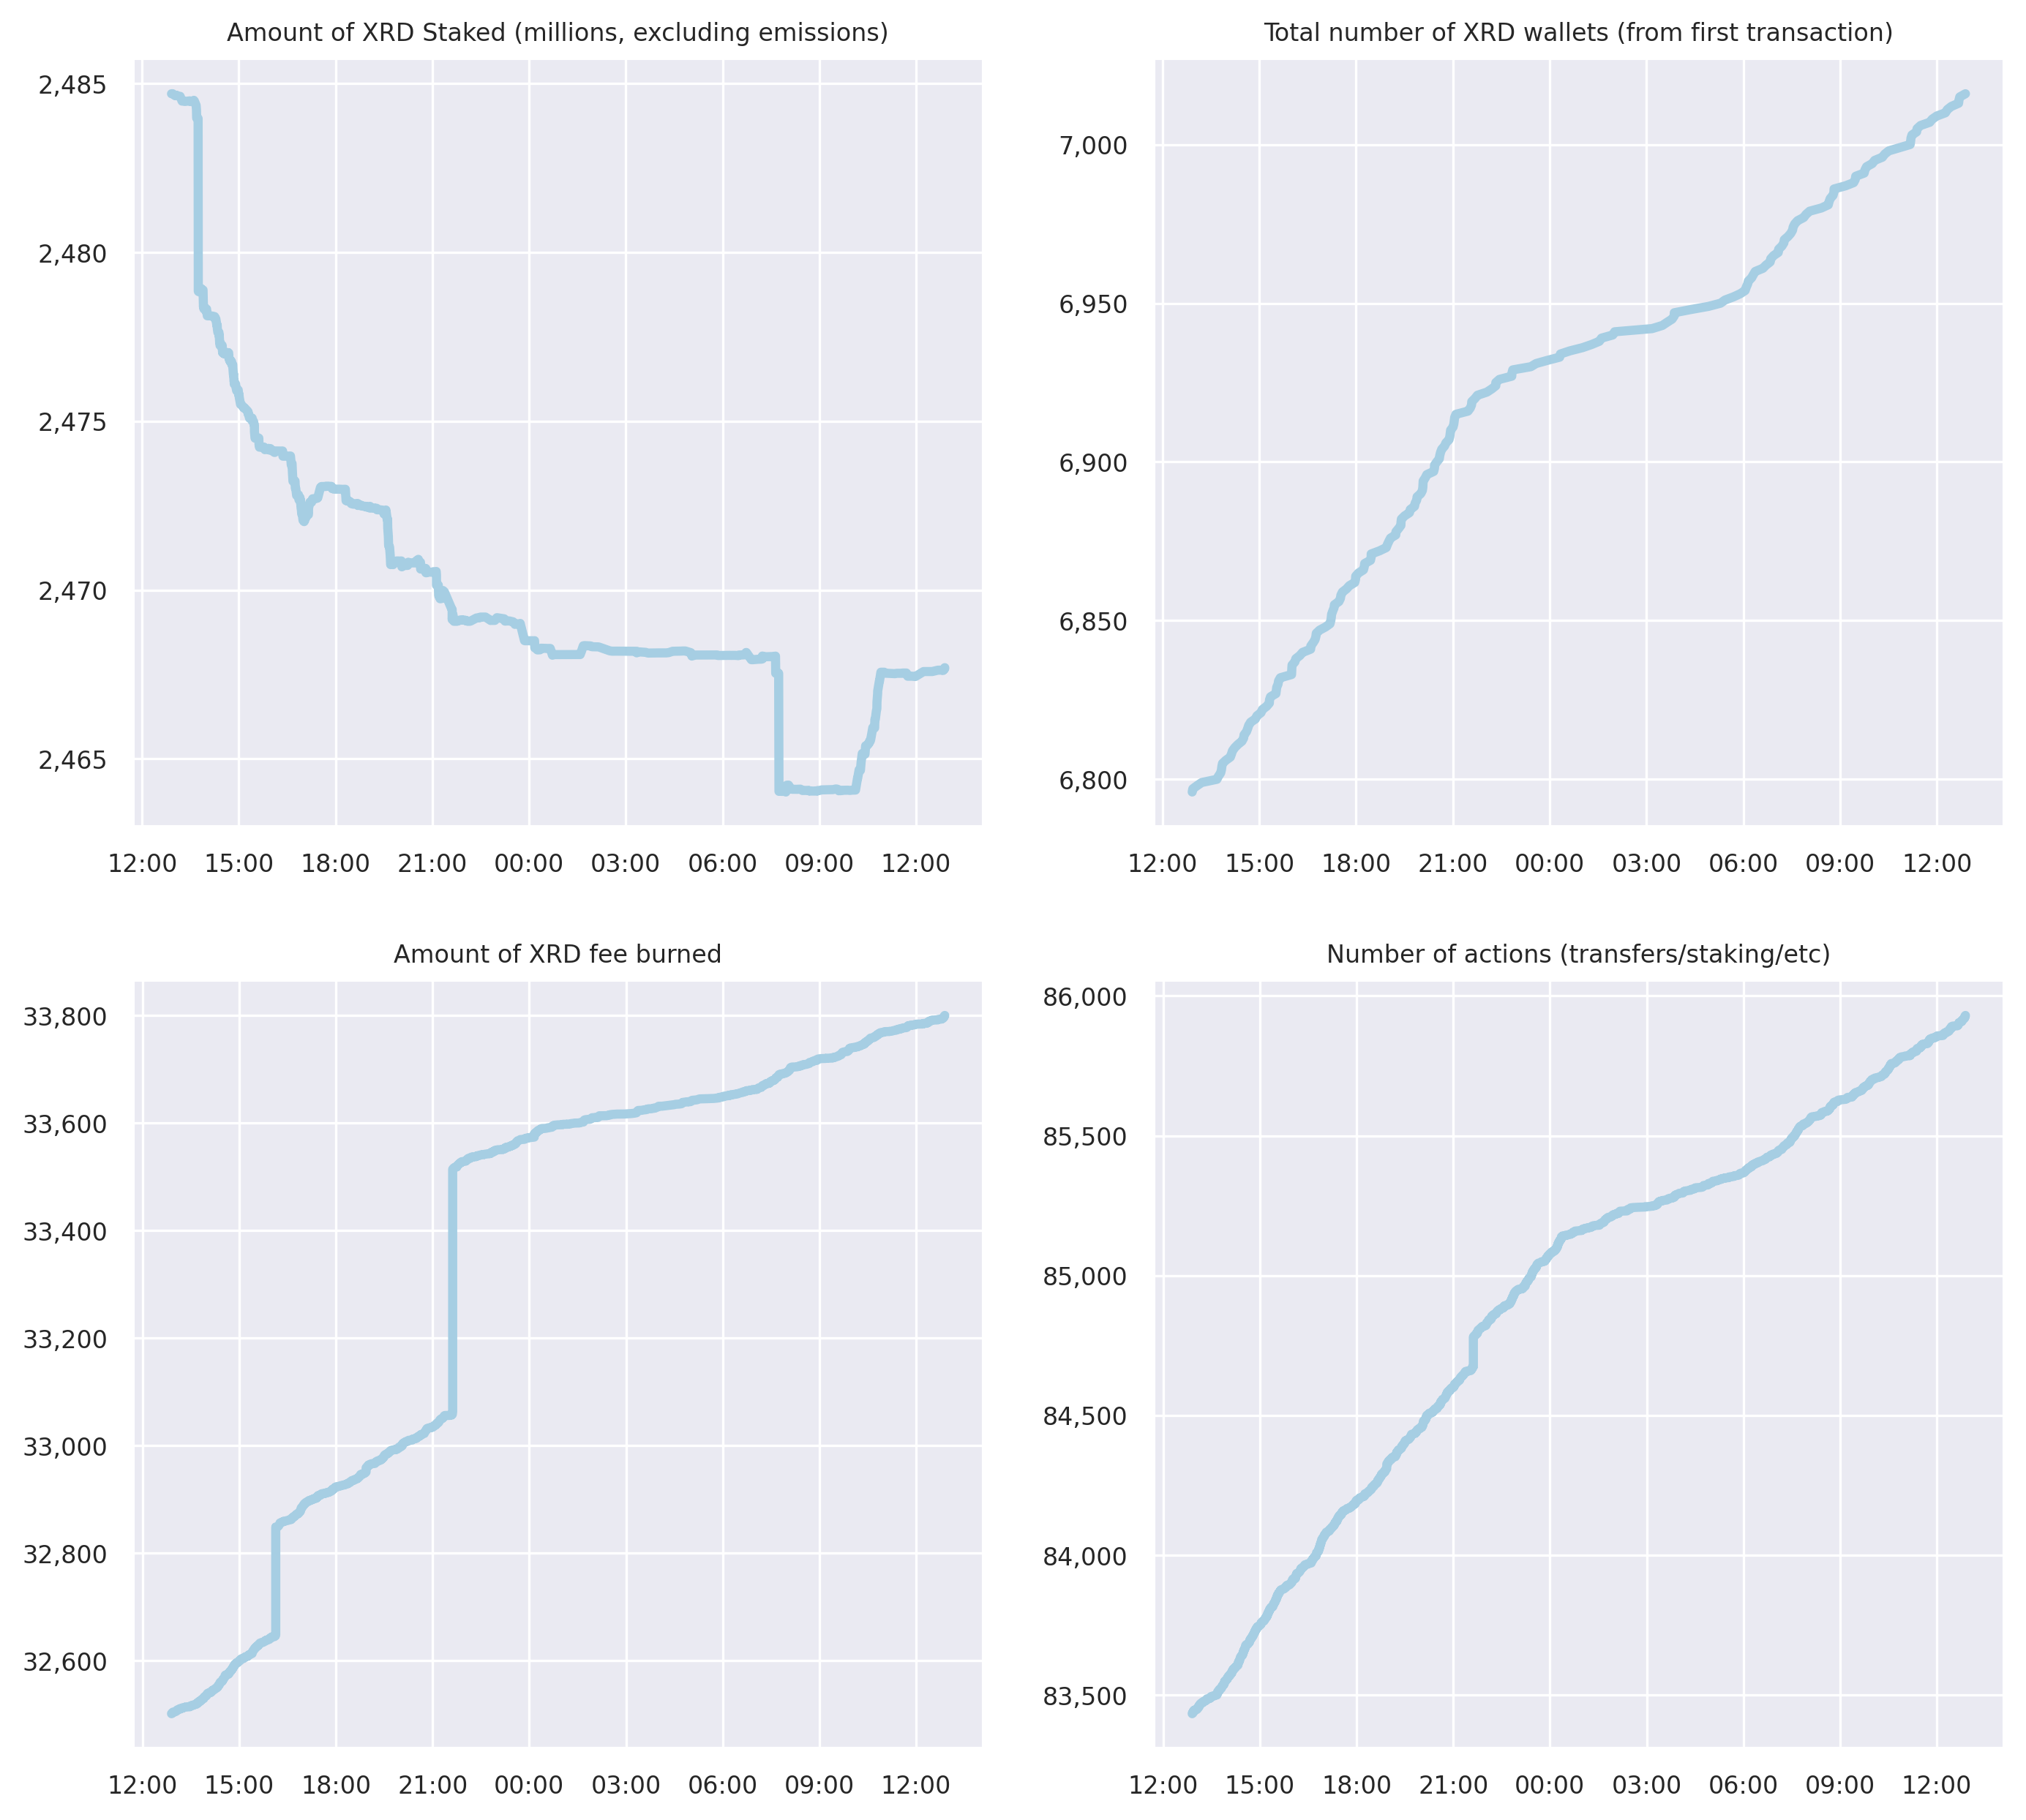 Amount of XRD Staked (millions, excluding emissions)
2,485
2,480
2,475
2,470
2,465
12:00 15:00 18:00 21:00 00:00 03:00 06:00 09:00 12:00
Total number of XRD wallets (from first transaction)
7,000
6,950
6,900
6,850
6,800
12:00 15:00 18:00 21:00 00:00 03:00 06:00 09:00 12:00
Amount of XRD fee burned
33,800
33,600
33,400
33,200
33,000
32,800
32,600
12:00 15:00 18:00 21:00 00:00 03:00 06:00 09:00 12:00
Number of actions (transfers/staking/etc)
86,000
85,500
85,000
84,500
84,000
83,500
12:00 15:00 18:00 21:00 00:00 03:00 06:00 09:00 12:00